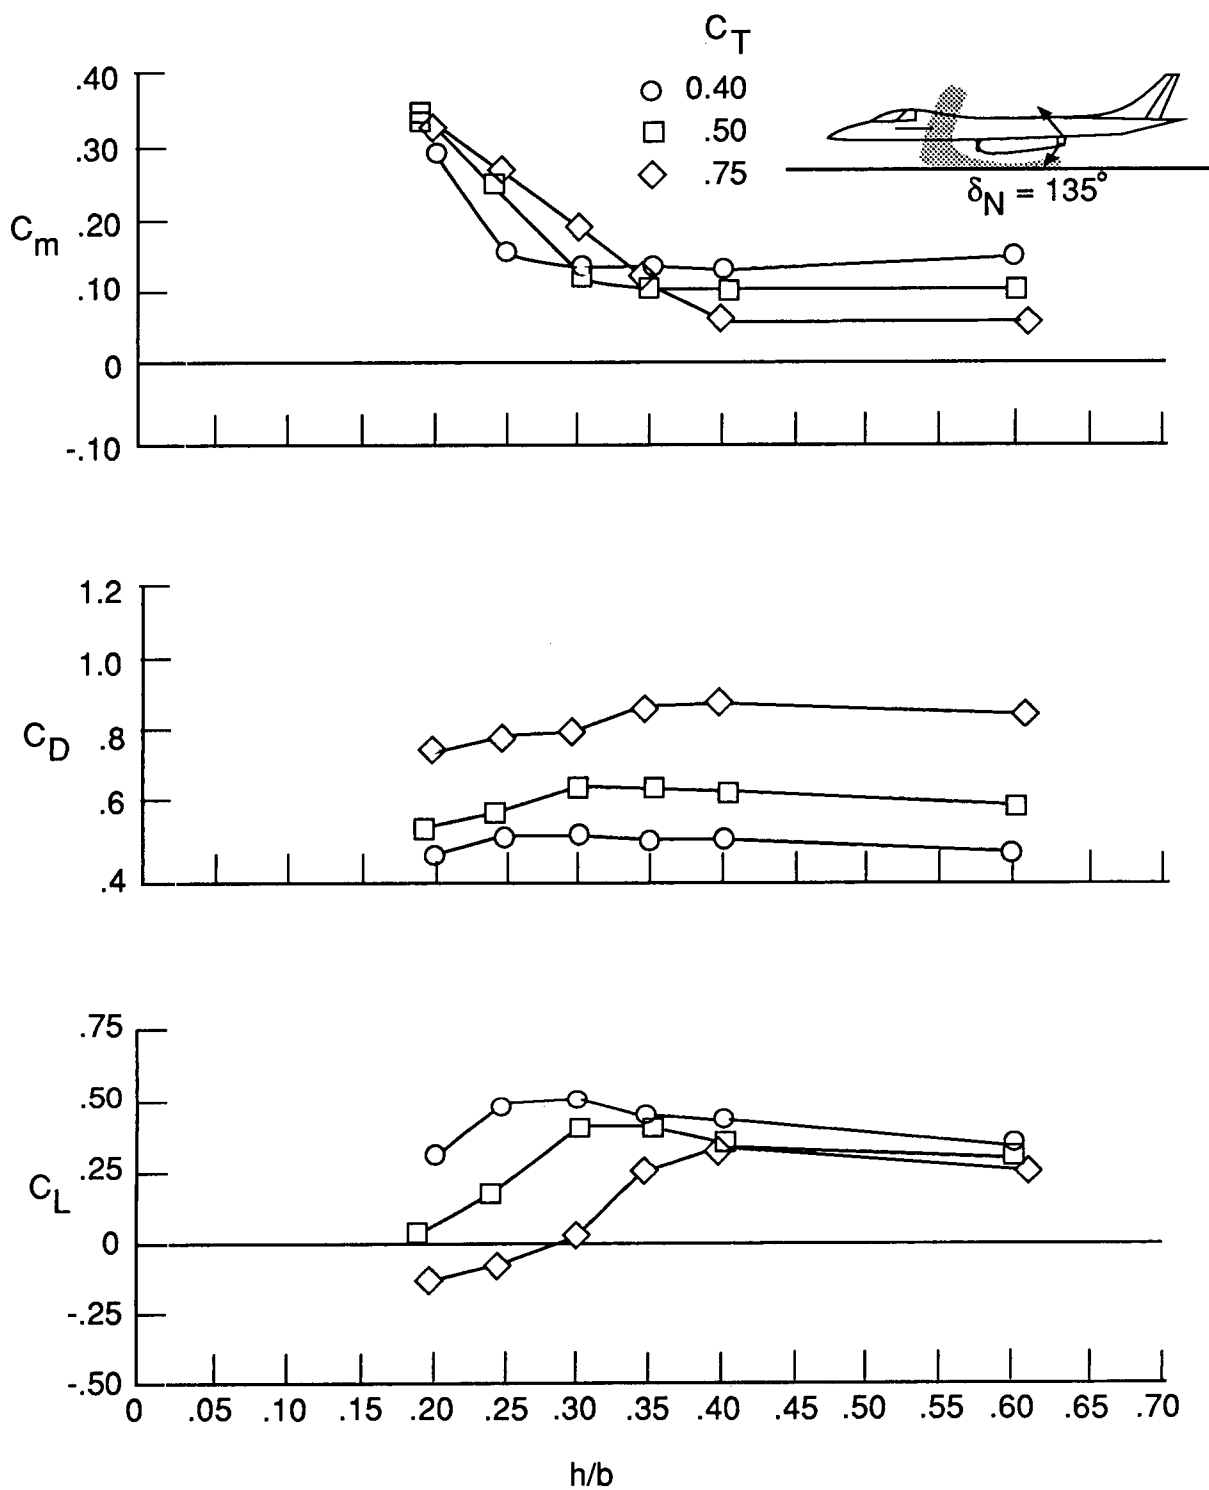 C_T
0.40
.50
.75
δ_N = 135°
.40
.30
.20
.10
0
-.10
C_m
1.2
1.0
.8
.6
.4
C_D
.75
.50
.25
0
-.25
-.50
C_L
0 .05 .10 .15 .20 .25 .30 .35 .40 .45 .50 .55 .60 .65 .70
h/b